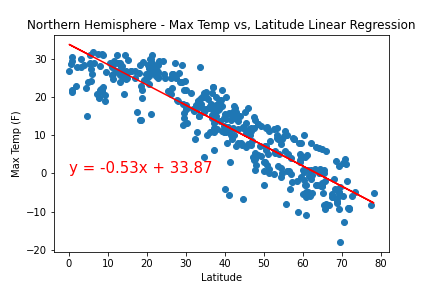 Northern Hemisphere - Max Temp vs, Latitude Linear Regression
Max Temp (F)
30
20
10
0
−10
−20
y = -0.53x + 33.87
0 10 20 30 40 50 60 70 80
Latitude